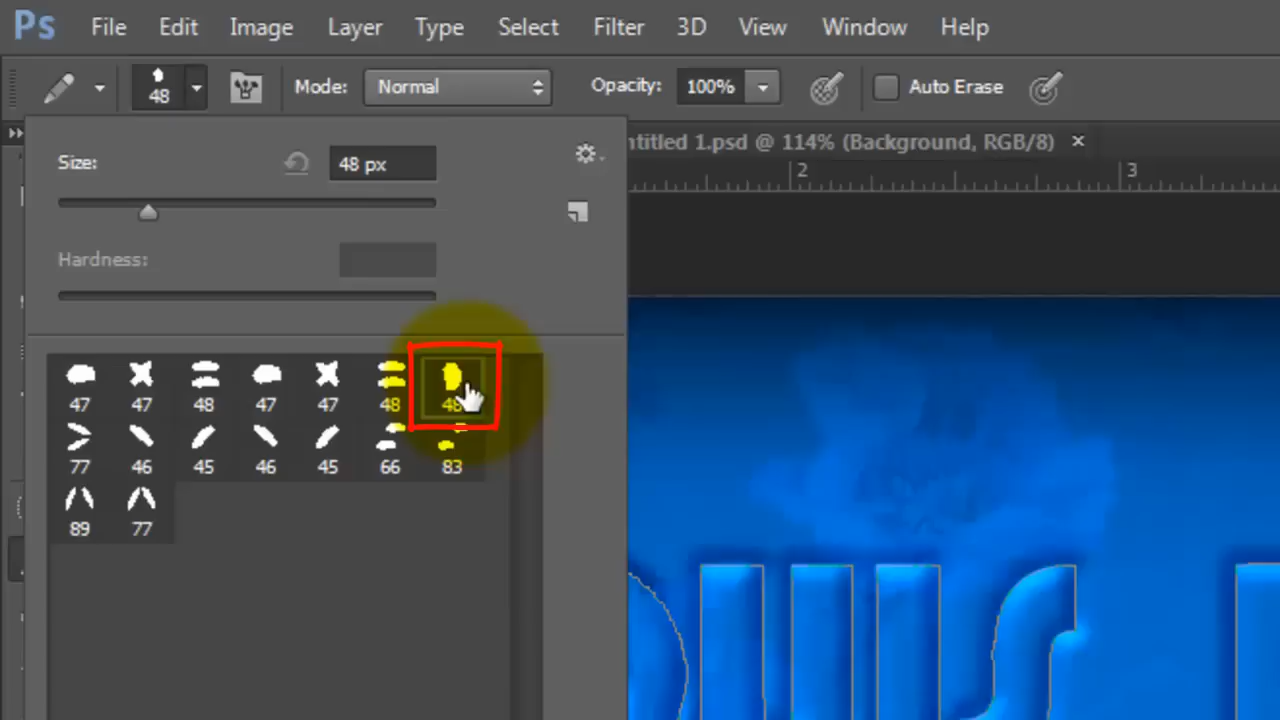 Ps File Edit Image Layer Type Select Filter 3D View Window Help
48 Mode: Normal Opacity: 100% Auto Erase
ntitled 1.psd @ 114% (Background, RGB/8) ×
Size: 48 px
2 3
Hardness:
47 47 48 47 47 48 48
77 46 45 46 45 66 83
89 77